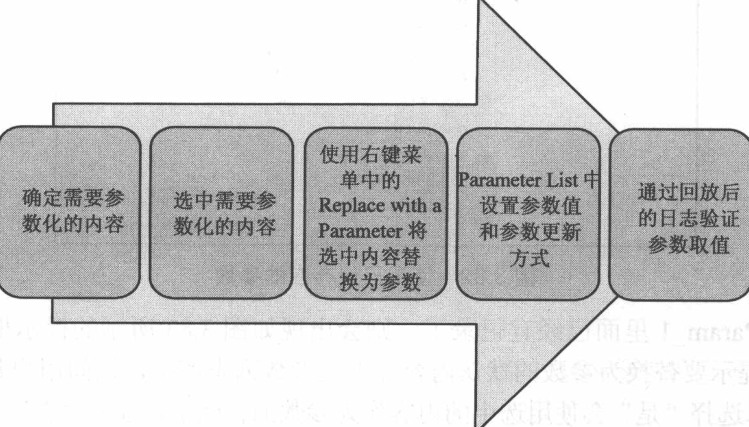 确定需要参
数化的内容
选中需要参
数化的内容
使用右键菜
单中的
Replace with a
Parameter 将
选中内容替
换为参数
Parameter List 中
设置参数值
和参数更新
方式
通过回放后
的日志验证
参数取值